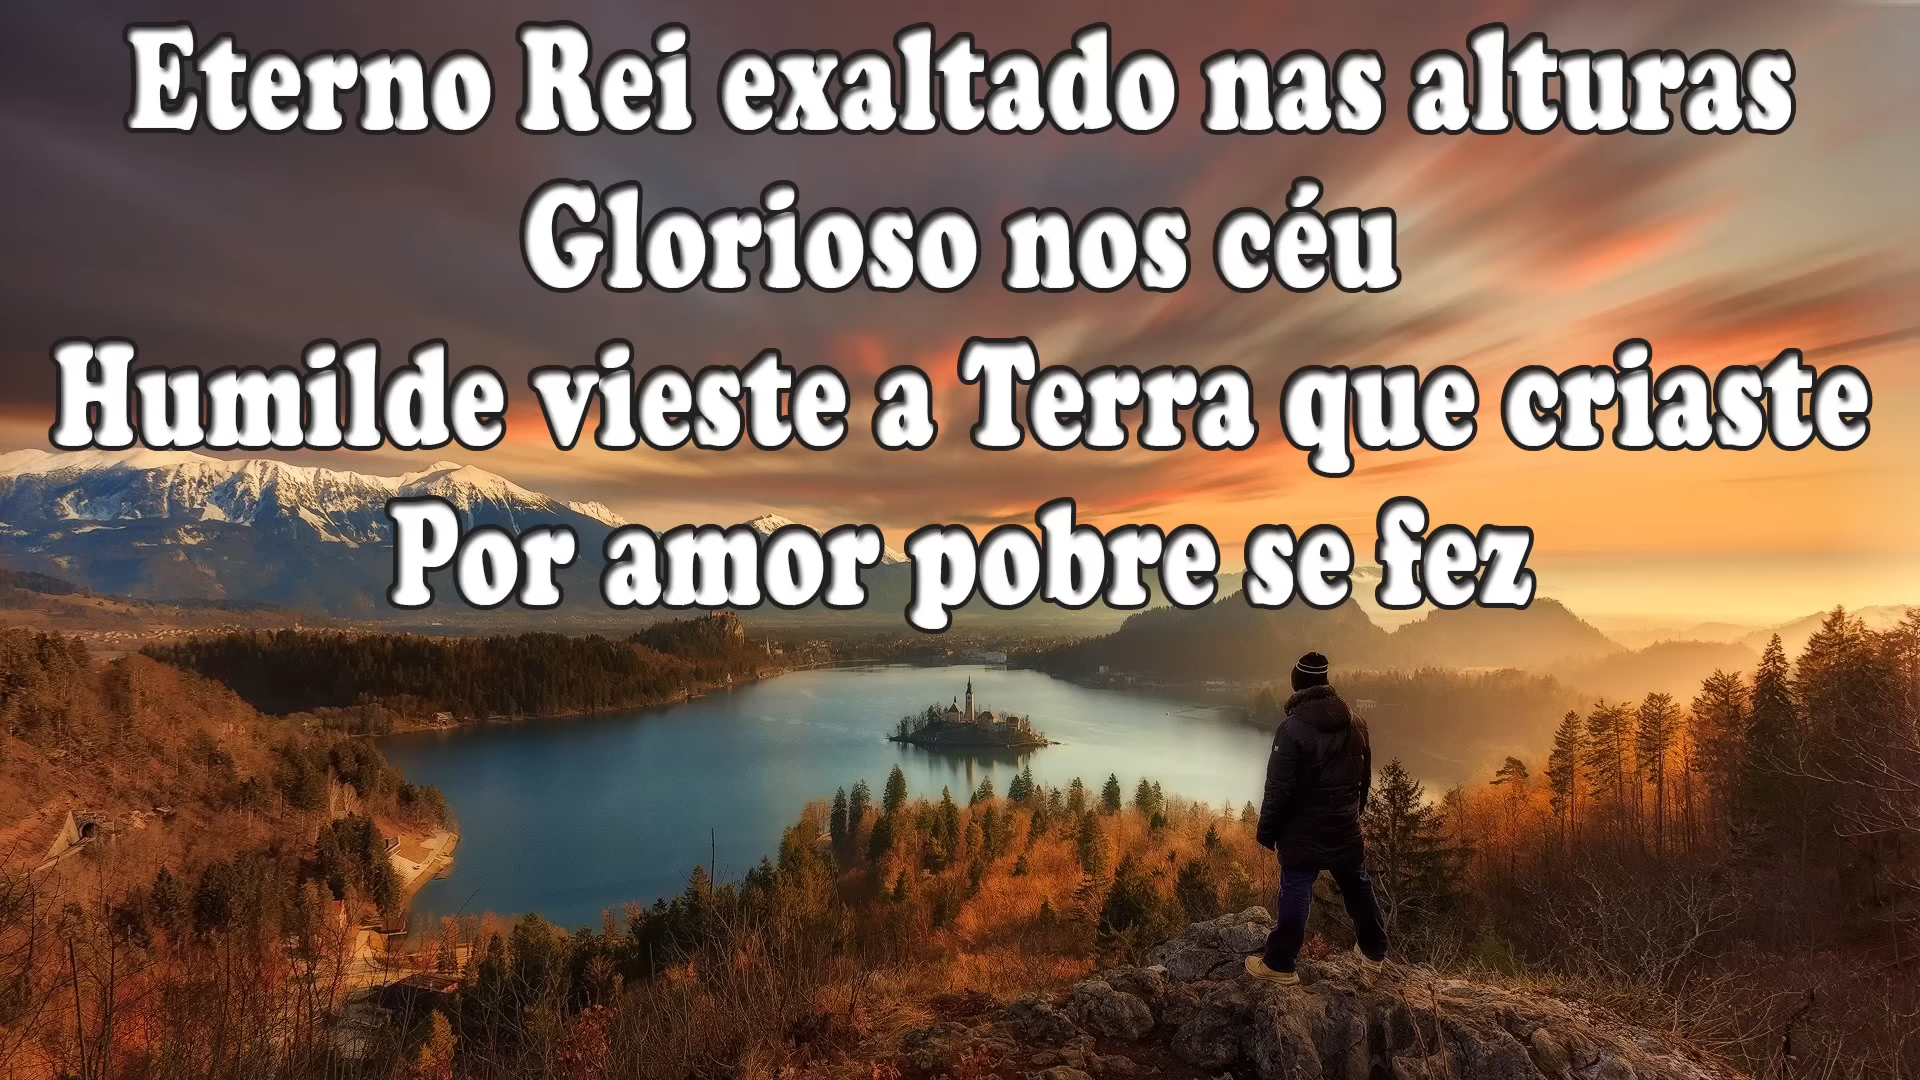 Eterno Rei exaltado nas alturas
Glorioso nos céu
Humilde vieste a Terra que criaste
Por amor pobre se fez